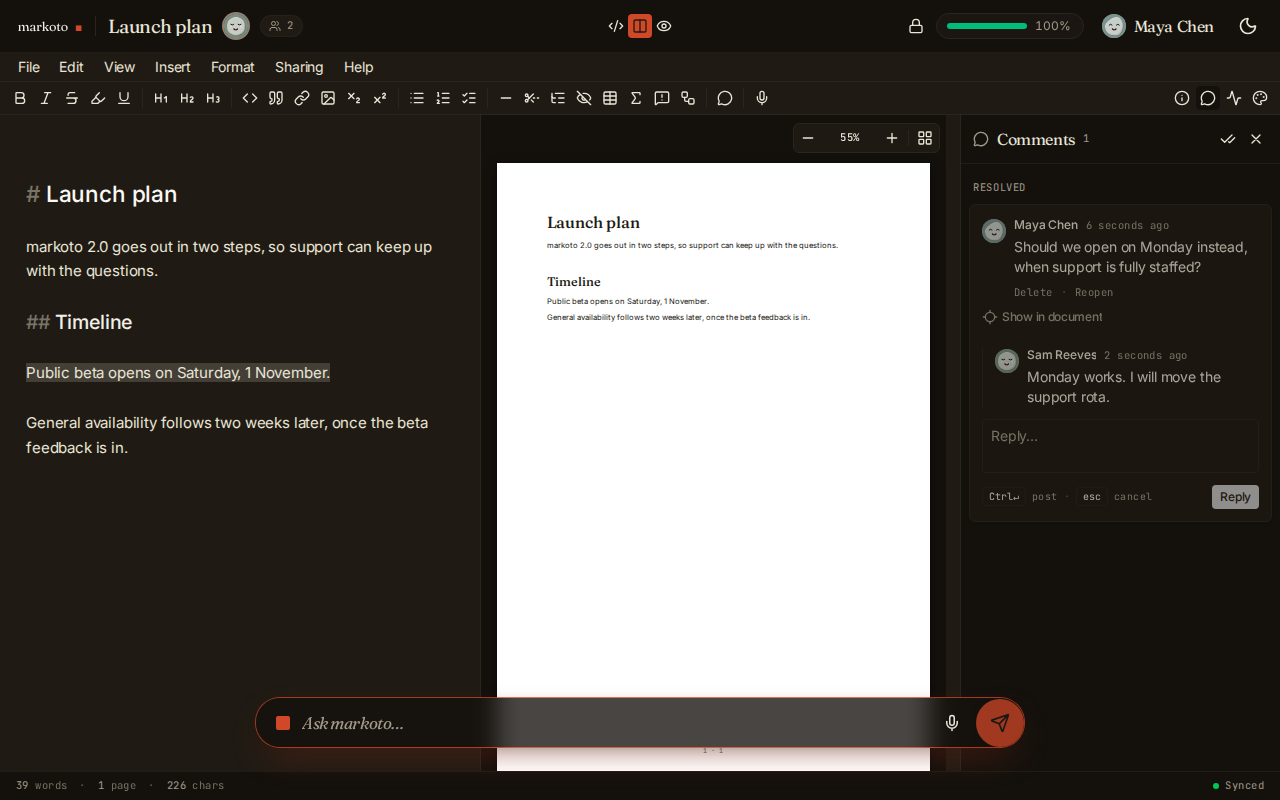 markoto
Launch plan
2
100%
Maya Chen
File Edit View Insert Format Sharing Help
H1 H2 H3
55%
# Launch plan
markoto 2.0 goes out in two steps, so support can keep up
with the questions.
## Timeline
Public beta opens on Saturday, 1 November.
General availability follows two weeks later, once the beta
feedback is in.
Launch plan
markoto 2.0 goes out in two steps, so support can keep up with the questions.
Timeline
Public beta opens on Saturday, 1 November.
General availability follows two weeks later, once the beta feedback is in.
1 · 1
Comments 1
RESOLVED
Maya Chen 6 seconds ago
Should we open on Monday instead,
when support is fully staffed?
Delete · Reopen
Show in document
Sam Reeves 2 seconds ago
Monday works. I will move the
support rota.
Reply...
Ctrl↵ post · esc cancel
Reply
Ask markoto...
39 words · 1 page · 226 chars
Synced